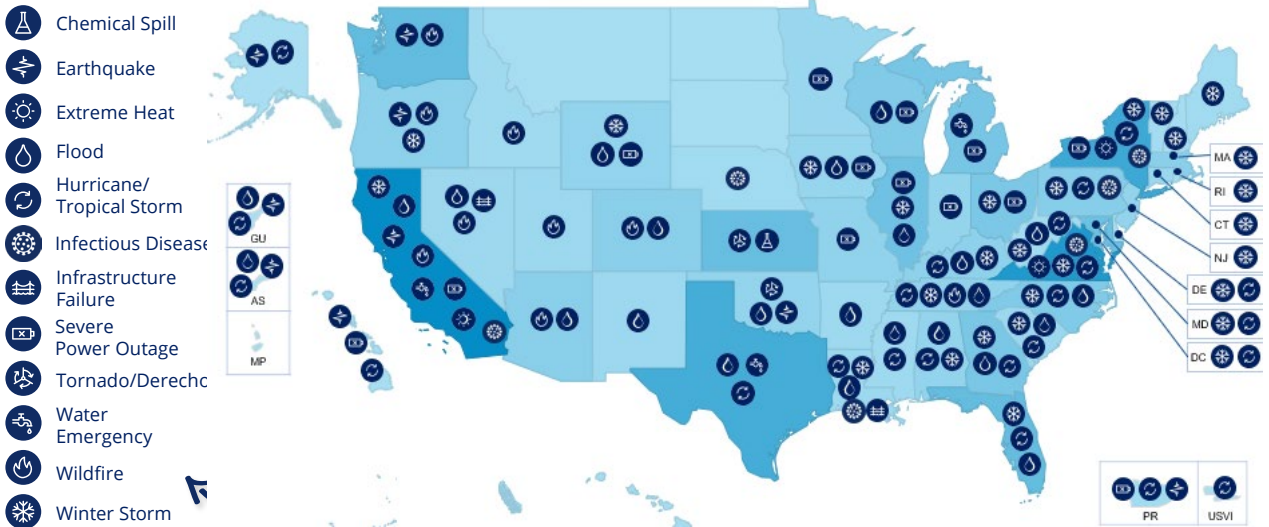 Chemical Spill
Earthquake
Extreme Heat
Flood
Hurricane/
Tropical Storm
Infectious Disease
Infrastructure
Failure
Severe
Power Outage
Tornado/Derecho
Water
Emergency
Wildfire
Winter Storm
GU
AS
MP
MA
RI
CT
NJ
DE
MD
DC
PR
USVI